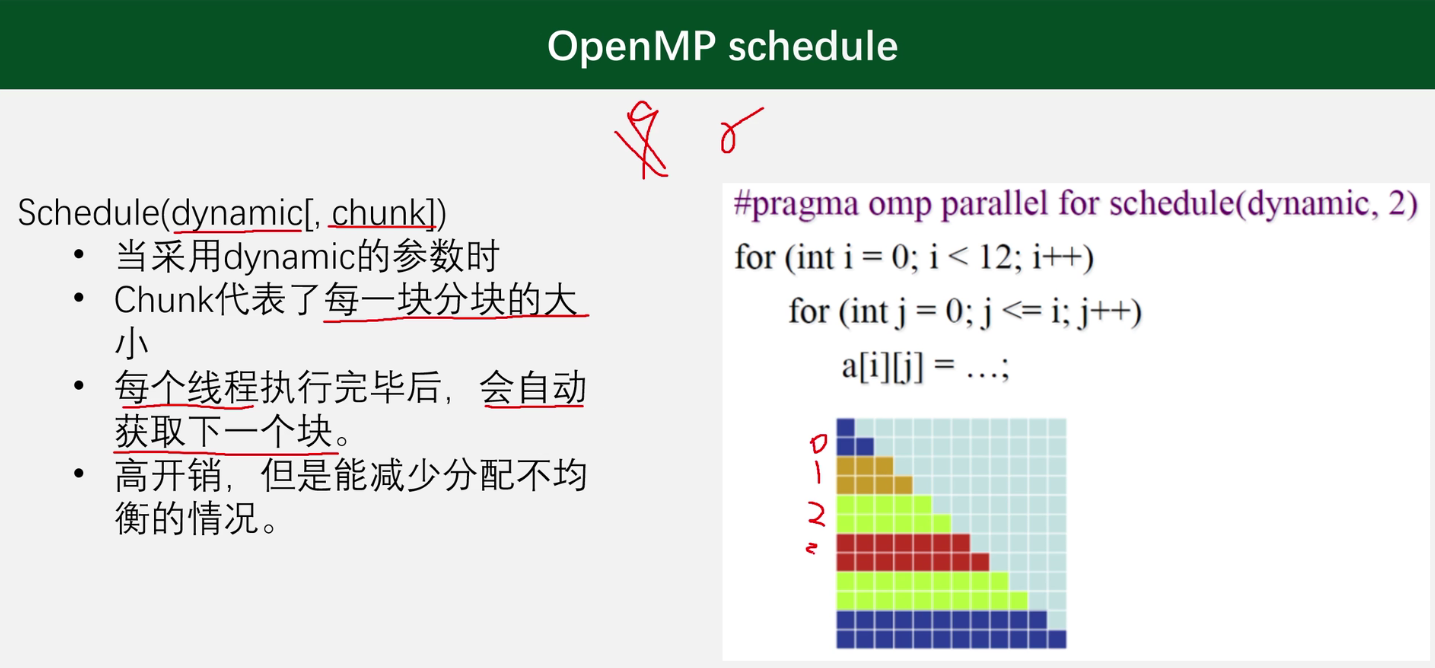 OpenMP schedule
Schedule(dynamic[, chunk])
• 当采用dynamic的参数时
• Chunk代表了每一块分块的大
小
• 每个线程执行完毕后，会自动
获取下一个块。
• 高开销，但是能减少分配不均
衡的情况。
#pragma omp parallel for schedule(dynamic, 2)
for (int i = 0; i < 12; i++)
for (int j = 0; j <= i; j++)
a[i][j] = …;
0
1
2